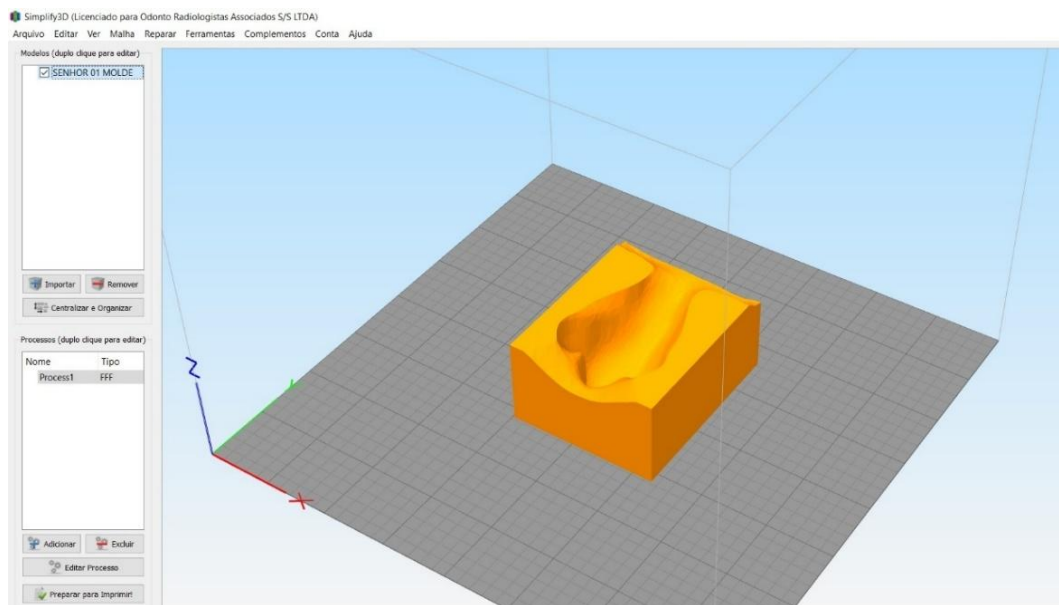 Simplify3D (Licenciado para Odonto Radiologistas Associados S/S LTDA)
Arquivo Editar Ver Malha Reparar Ferramentas Complementos Conta Ajuda
Modelos (duplo clique para editar)
SENHOR 01 MOLDE
Importar Remover
Centralizar e Organizar
Processos (duplo clique para editar)
Nome Tipo
Process1 FFF
Adicionar Excluir
Editar Processo
Preparar para Imprimir!
Z
X